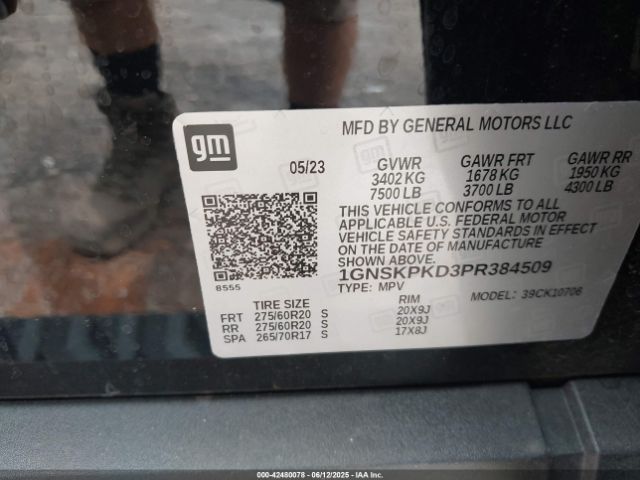 gm
MFD BY GENERAL MOTORS LLC
05/23
GVWR GAWR FRT GAWR RR
3402 KG 1678 KG 1950 KG
7500 LB 3700 LB 4300 LB
THIS VEHICLE CONFORMS TO ALL
APPLICABLE U.S. FEDERAL MOTOR
VEHICLE SAFETY STANDARDS IN EFFECT
ON THE DATE OF MANUFACTURE
SHOWN ABOVE.
8555
1GNSKPKD3PR384509
TYPE: MPV MODEL: 39CK10706
TIRE SIZE RIM
FRT 275/60R20 S 20X9J
RR 275/60R20 S 20X9J
SPA 265/70R17 S 17X8J
000-42480078 - 06/12/2025 - IAAI.COM